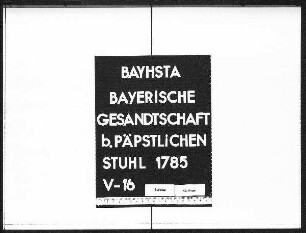 BAYHSTA
BAYERISCHE
GESANDTSCHAFT
b. PÄPSTLICHEN
STUHL 1785
V-16